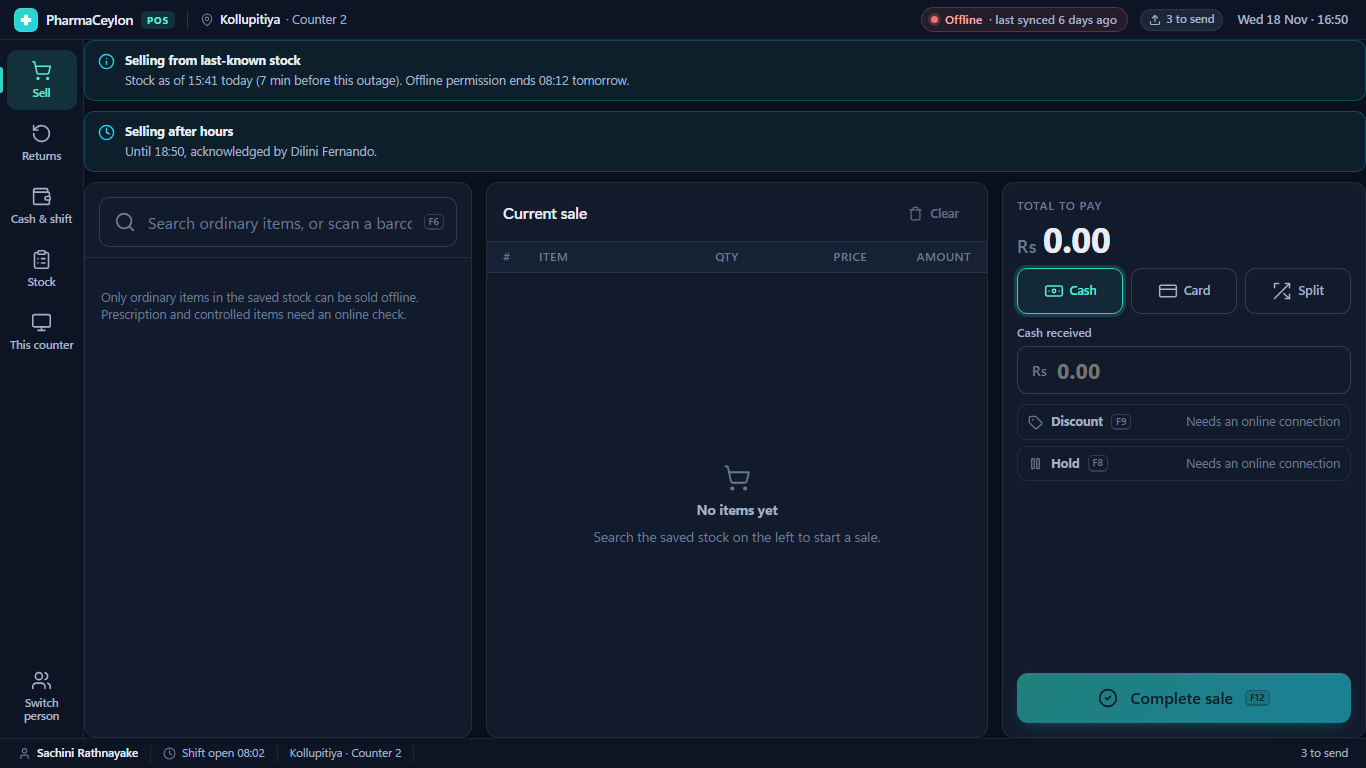 PharmaCeylon POS
Kollupitiya · Counter 2
Offline · last synced 6 days ago
3 to send
Wed 18 Nov · 16:50
Sell
Returns
Cash & shift
Stock
This counter
Switch
person
Selling from last-known stock
Stock as of 15:41 today (7 min before this outage). Offline permission ends 08:12 tomorrow.
Selling after hours
Until 18:50, acknowledged by Dilini Fernando.
Search ordinary items, or scan a barcc F6
Only ordinary items in the saved stock can be sold offline.
Prescription and controlled items need an online check.
Current sale
Clear
# ITEM QTY PRICE AMOUNT
No items yet
Search the saved stock on the left to start a sale.
TOTAL TO PAY
Rs 0.00
Cash
Card
Split
Cash received
Rs 0.00
Discount F9 Needs an online connection
Hold F8 Needs an online connection
Complete sale F12
Sachini Rathnayake
Shift open 08:02
Kollupitiya · Counter 2
3 to send